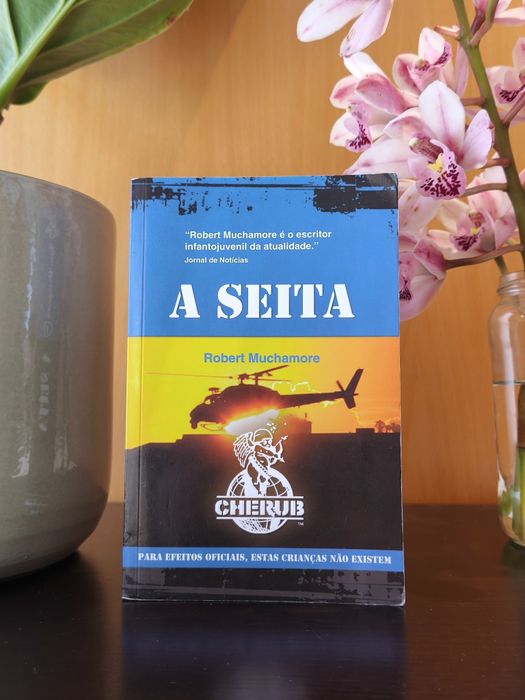 “Robert Muchamore é o escritor
infantojuvenil da atualidade.”
Jornal de Notícias
A SEITA
Robert Muchamore
CHERUB
TM
PARA EFEITOS OFICIAIS, ESTAS CRIANÇAS NÃO EXISTEM